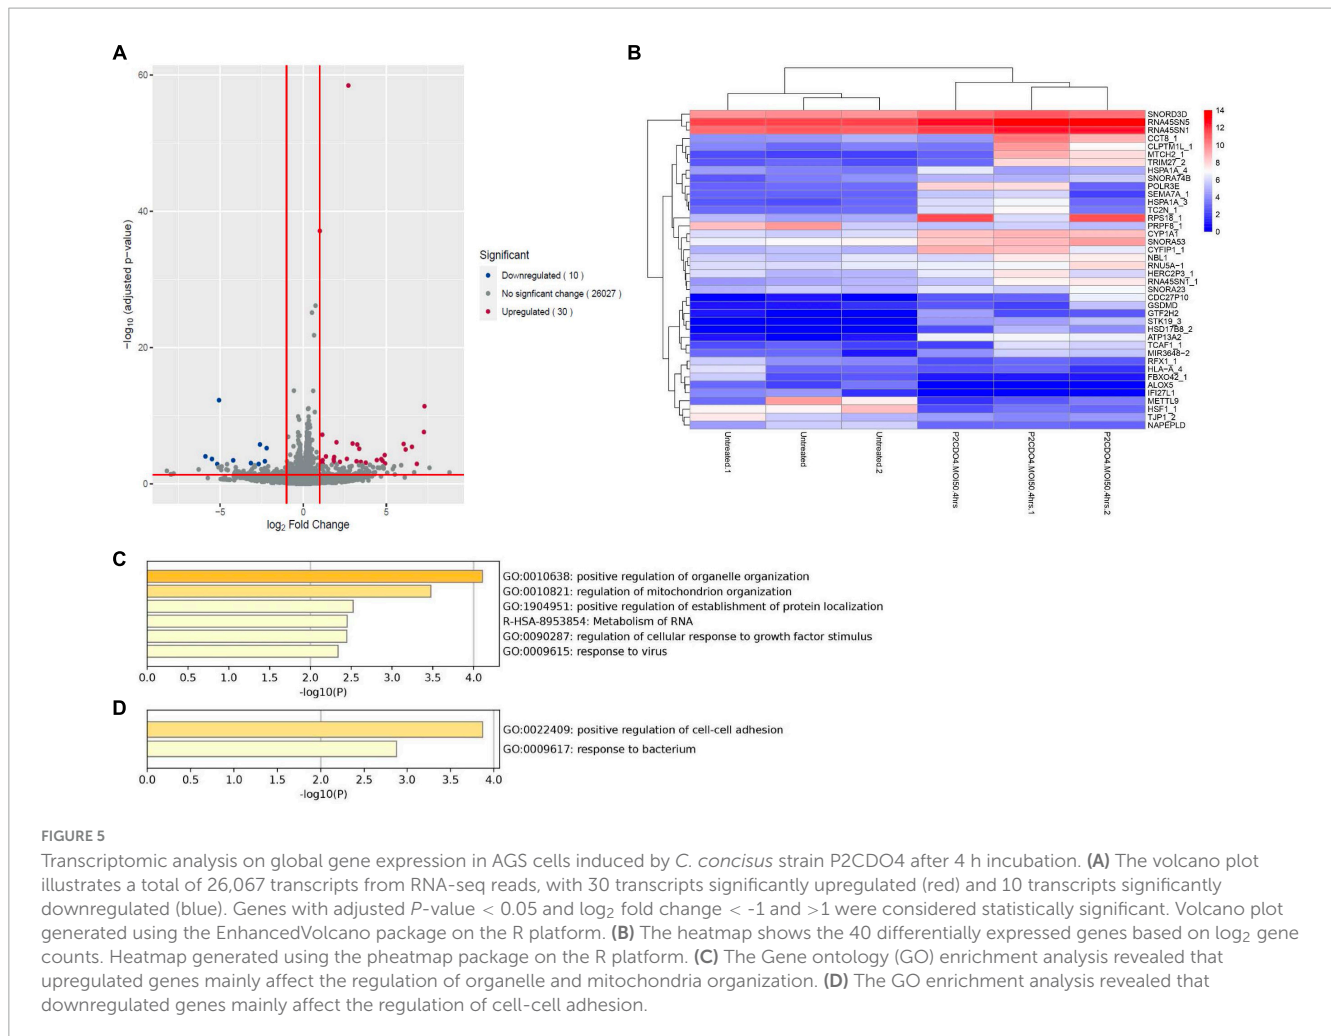 A
60
40
20
0
−log10 (adjusted p−value)
−5
0
5
log2 Fold Change
Significant
Downregulated ( 10 )
No signficant change ( 26027 )
Upregulated ( 30 )
B
SNORD3D
RNA45SN5
RNA45SN1
CCT8_1
CLPTM1L_1
MTCH2_1
TRIM27_2
HSPA1A_4
SNORA74B
POLR3E
SEMA7A_1
HSPA1A_3
TC2N_1
RPS18_1
PRPF8_1
CYP1A1
SNORA53
CYFIP1_1
NBL1
RNU5A−1
HERC2P3_1
RNA45SN1_1
SNORA23
CDC27P10
GSDMD
GTF2H2
STK19_3
HSD17B8_2
ATP13A2
TCAF1_1
MIR3648−2
RFX1_1
HLA−A_4
FBXO42_1
ALOX5
IFI27L1
METTL9
HSF1_1
TJP1_2
NAPEPLD
14
12
10
8
6
4
2
0
Untreated.1
Untreated
Untreated.2
P2CDO4.MOI50.4hrs
P2CDO4.MOI50.4hrs.1
P2CDO4.MOI50.4hrs.2
C
GO:0010638: positive regulation of organelle organization
GO:0010821: regulation of mitochondrion organization
GO:1904951: positive regulation of establishment of protein localization
R-HSA-8953854: Metabolism of RNA
GO:0090287: regulation of cellular response to growth factor stimulus
GO:0009615: response to virus
0.0 0.5 1.0 1.5 2.0 2.5 3.0 3.5 4.0
-log10(P)
D
GO:0022409: positive regulation of cell-cell adhesion
GO:0009617: response to bacterium
0.0 0.5 1.0 1.5 2.0 2.5 3.0 3.5 4.0
-log10(P)
FIGURE 5
Transcriptomic analysis on global gene expression in AGS cells induced by C. concisus strain P2CDO4 after 4 h incubation. (A) The volcano plot
illustrates a total of 26,067 transcripts from RNA-seq reads, with 30 transcripts significantly upregulated (red) and 10 transcripts significantly
downregulated (blue). Genes with adjusted P-value < 0.05 and log2 fold change < -1 and >1 were considered statistically significant. Volcano plot
generated using the EnhancedVolcano package on the R platform. (B) The heatmap shows the 40 differentially expressed genes based on log2 gene
counts. Heatmap generated using the pheatmap package on the R platform. (C) The Gene ontology (GO) enrichment analysis revealed that
upregulated genes mainly affect the regulation of organelle and mitochondria organization. (D) The GO enrichment analysis revealed that
downregulated genes mainly affect the regulation of cell-cell adhesion.